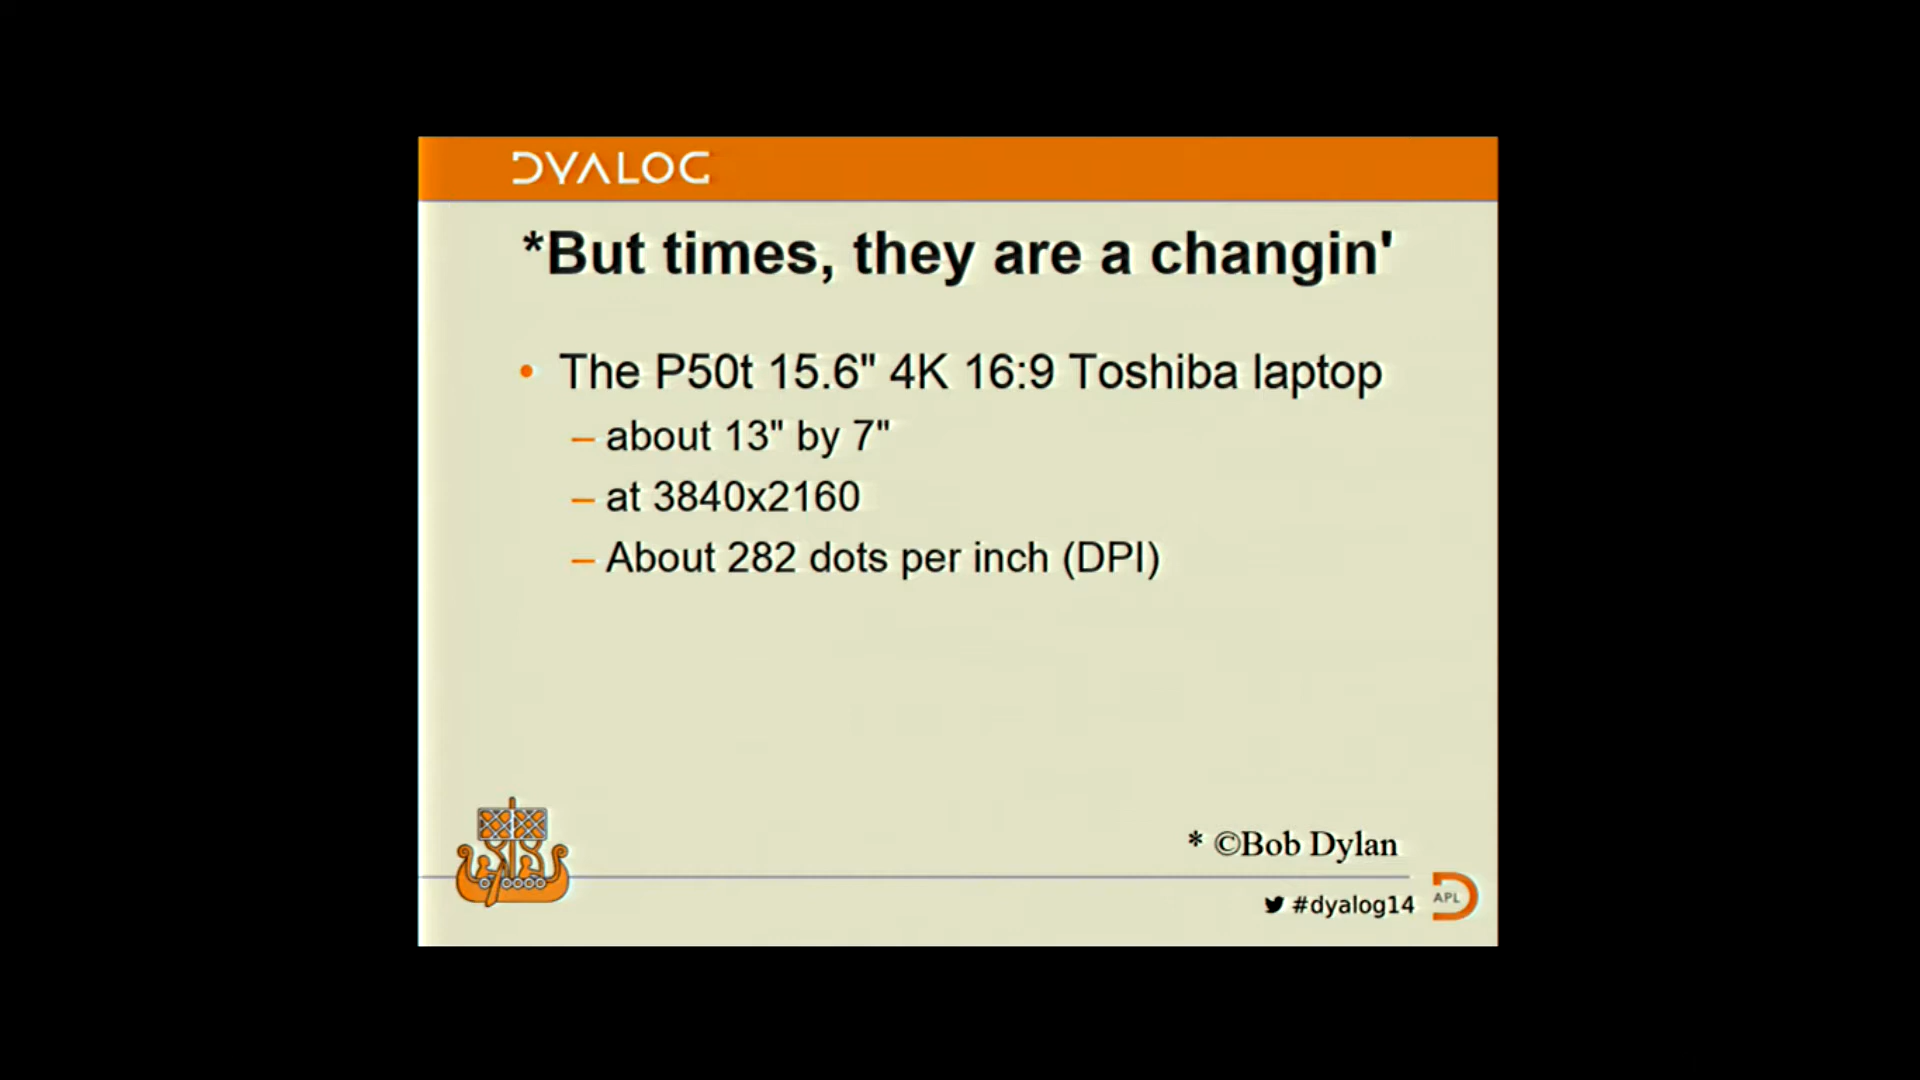 DYALOG
*But times, they are a changin'
• The P50t 15.6" 4K 16:9 Toshiba laptop
– about 13" by 7"
– at 3840x2160
– About 282 dots per inch (DPI)
* ©Bob Dylan
#dyalog14
APL